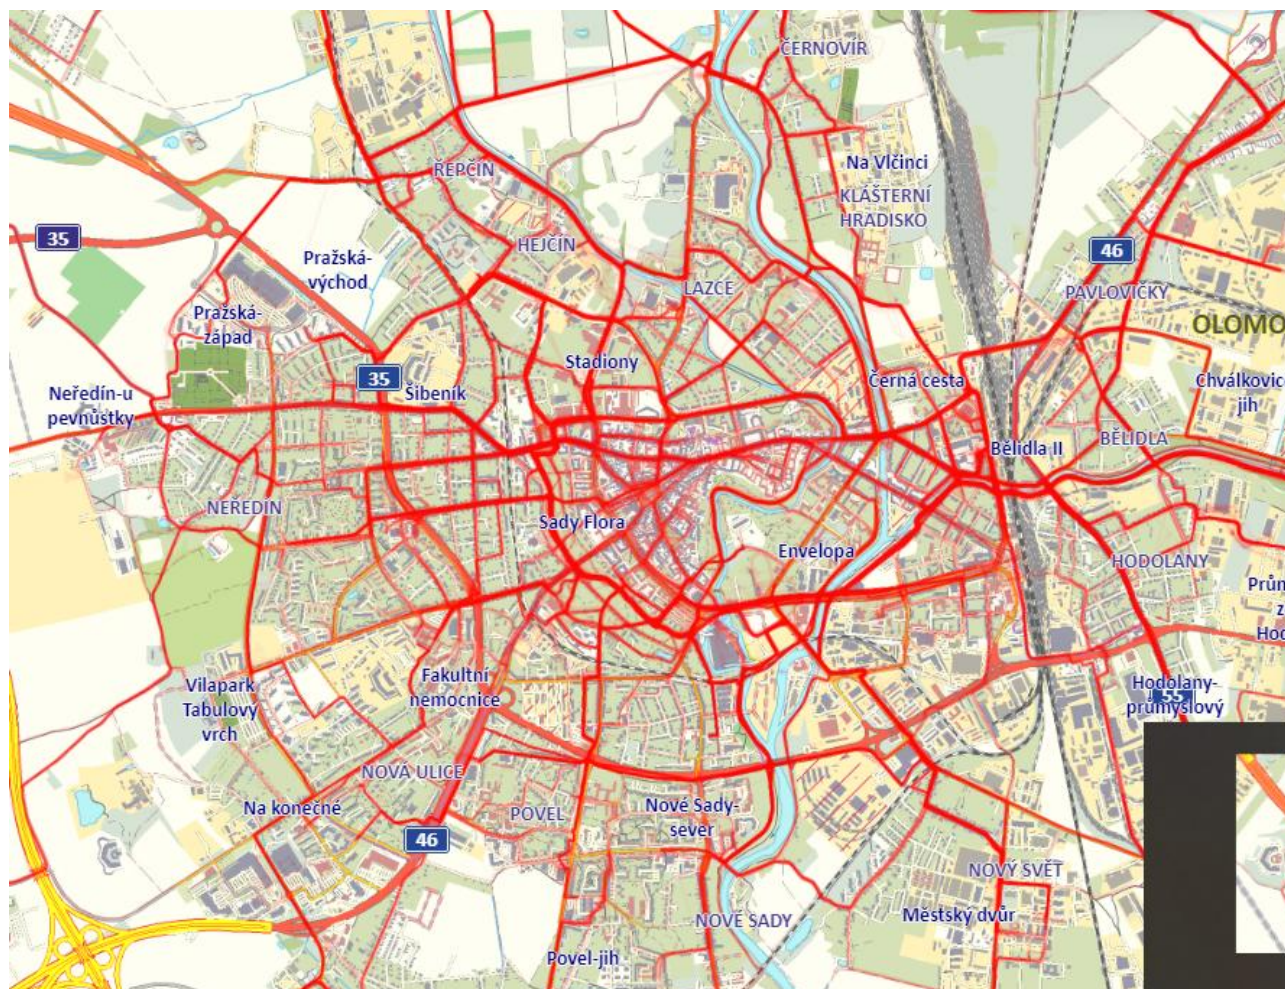 ČERNOVÍR
ŘEPČÍN
Na Vlčinci
KLÁŠTERNÍ
HRADISKO
35
HEJČÍN
46
Pražská-
východ
LAZCE
PAVLOVIČKY
Pražská-
západ
OLOMO
Stadiony
35
Šibeník
Černá cesta
Chválkovice
jih
Neředín-u
pevnůstky
BĚLIDLA
Bělidla II
NEŘEDÍN
Sady Flora
Envelopa
HODOLANY
Prům
z
Hod
Vilapark
Tabulový
vrch
Fakultní
nemocnice
Hodolany-
průmyslový
55
NOVÁ ULICE
Na konečné
POVEL
Nové Sady-
sever
46
NOVÝ SVĚT
NOVÉ SADY
Městský dvůr
Povel-jih